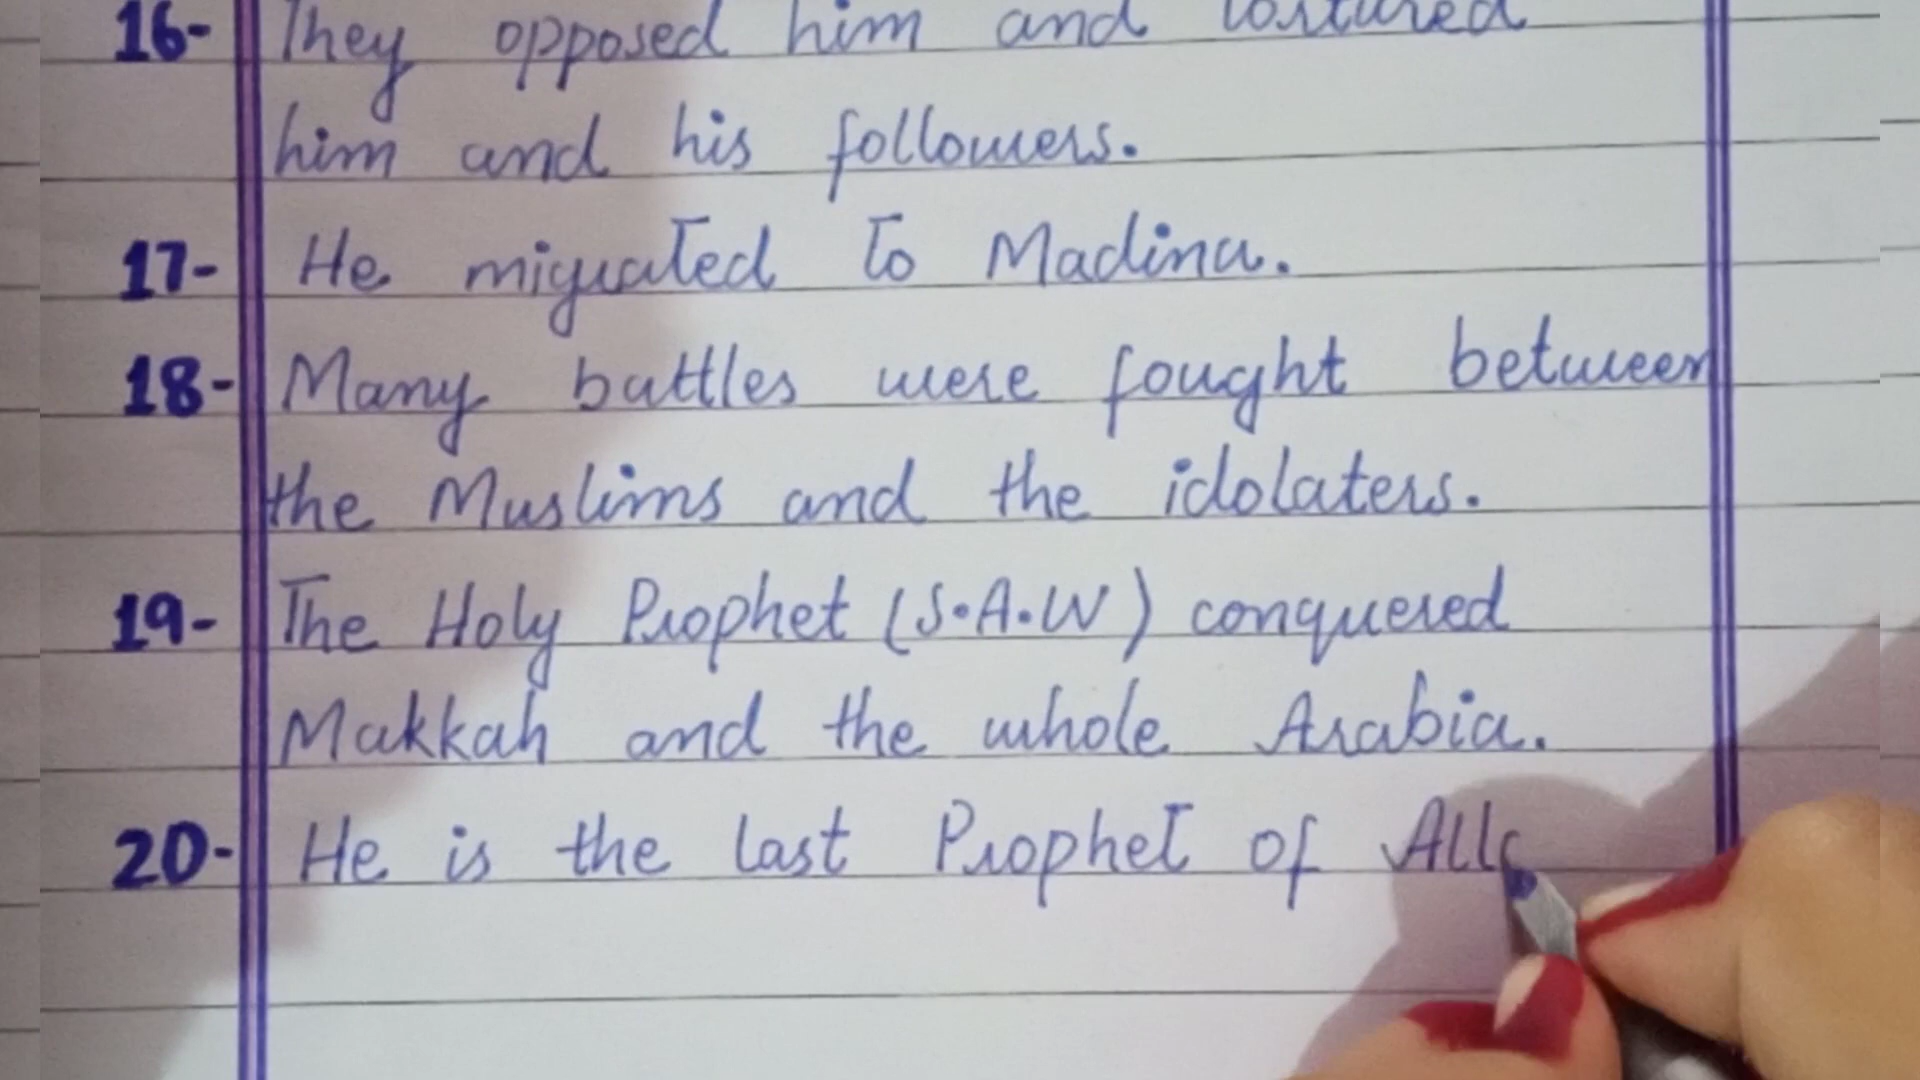 16- They opposed him and tortured
him and his followers.
17- He migrated to Madina.
18- Many battles were fought between
the Muslims and the idolaters.
19- The Holy Prophet (S.A.W) conquered
Makkah and the whole Arabia.
20- He is the last Prophet of Alla